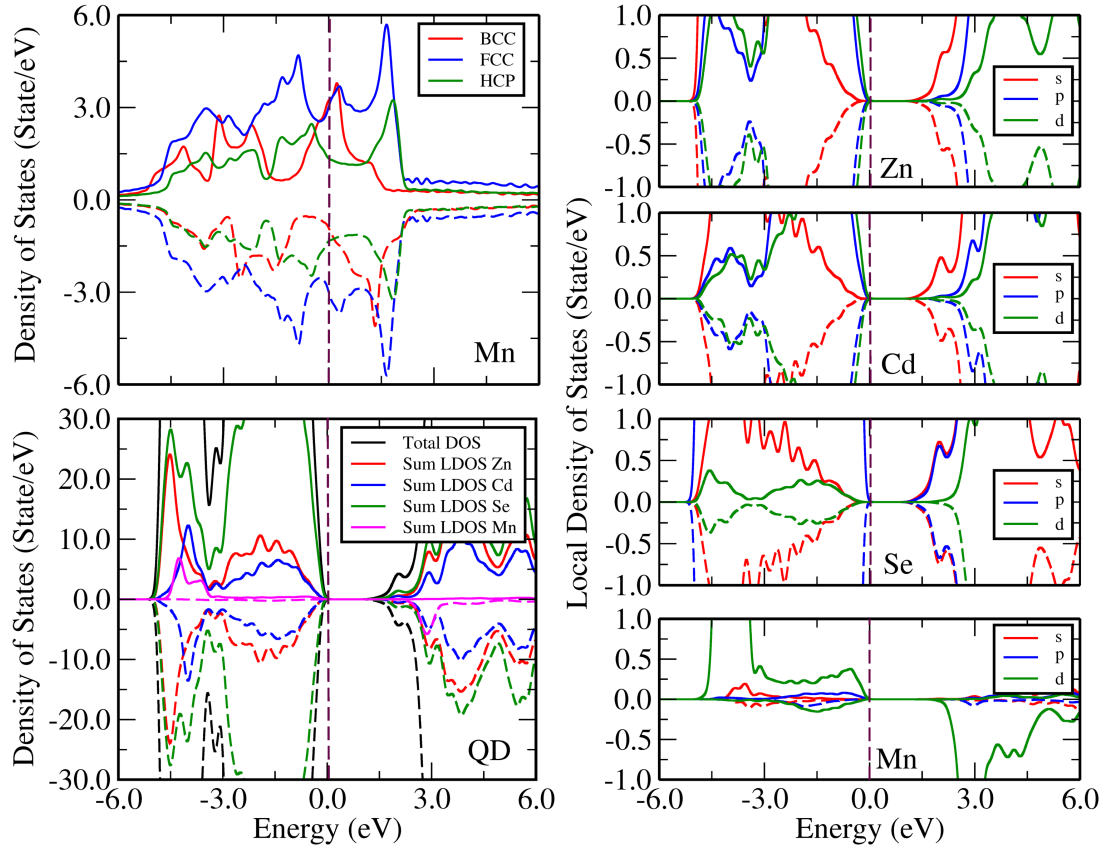 Density of States (State/eV)
6.0
3.0
0.0
-3.0
-6.0
BCC
FCC
HCP
Mn
Density of States (State/eV)
30.0
20.0
10.0
0.0
-10.0
-20.0
-30.0
Total DOS
Sum LDOS Zn
Sum LDOS Cd
Sum LDOS Se
Sum LDOS Mn
QD
-6.0 -3.0 0.0 3.0 6.0
Energy (eV)
Local Density of States (State/eV)
1.0
0.5
0.0
-0.5
-1.0
s
p
d
Zn
1.0
0.5
0.0
-0.5
-1.0
s
p
d
Cd
1.0
0.5
0.0
-0.5
-1.0
s
p
d
Se
1.0
0.5
0.0
-0.5
-1.0
s
p
d
Mn
-6.0 -3.0 0.0 3.0 6.0
Energy (eV)